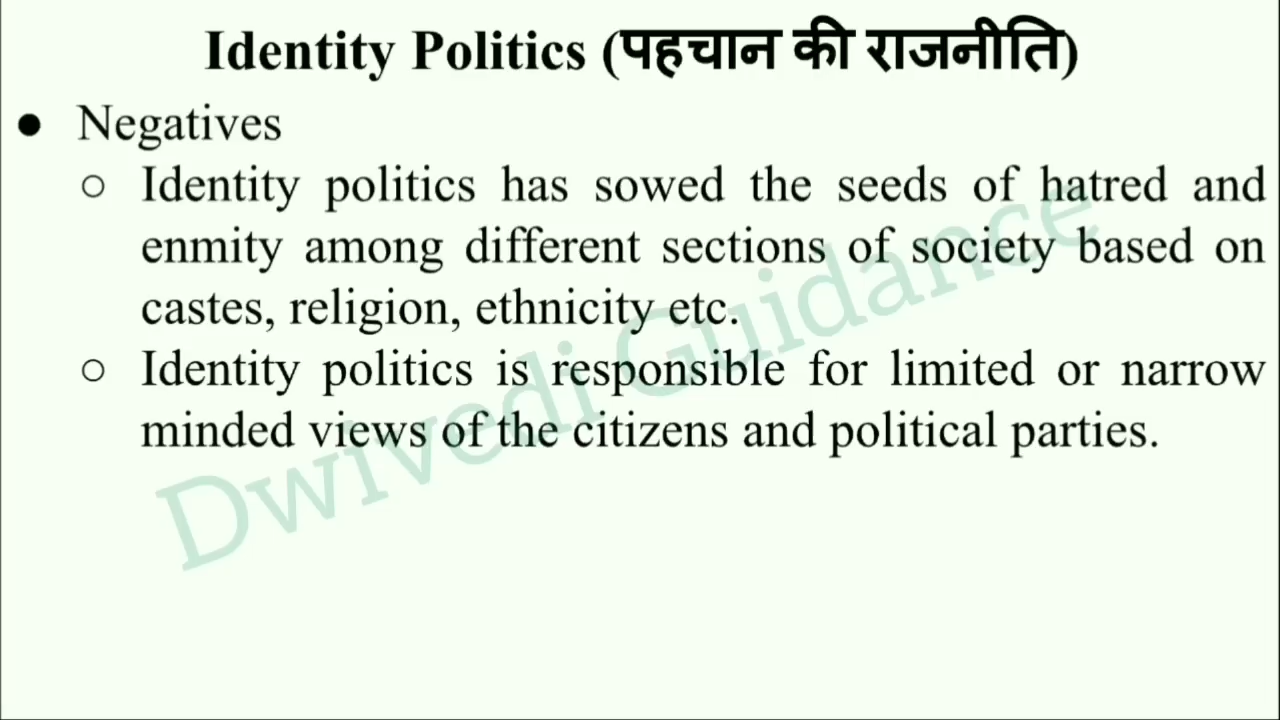 Identity Politics (पहचान की राजनीति)
● Negatives
○ Identity politics has sowed the seeds of hatred and
enmity among different sections of society based on
castes, religion, ethnicity etc.
○ Identity politics is responsible for limited or narrow
minded views of the citizens and political parties.
Dwivedi Guidance